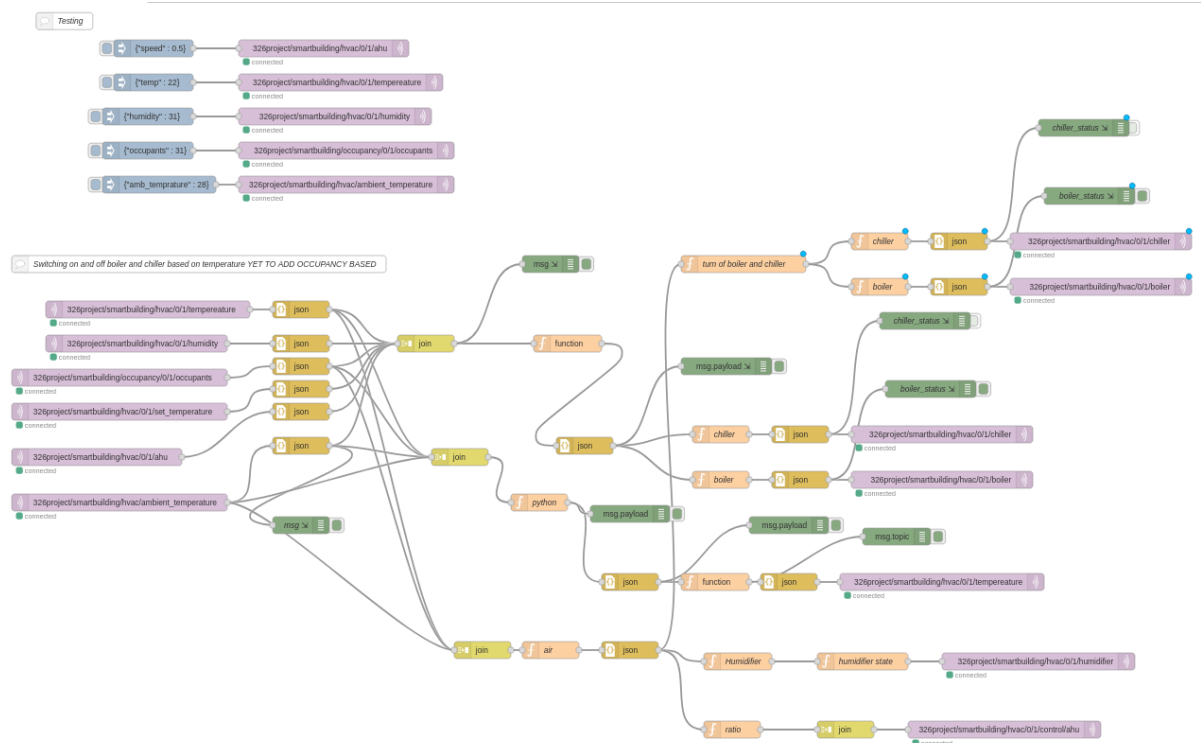 Testing
{"speed" : 0.5}
326project/smartbuilding/hvac/0/1/ahu
connected
{"temp" : 22}
326project/smartbuilding/hvac/0/1/tempereature
connected
{"humidity" : 31}
326project/smartbuilding/hvac/0/1/humidity
connected
{"occupants" : 31}
326project/smartbuilding/occupancy/0/1/occupants
connected
{"amb_temprature" : 28}
326project/smartbuilding/hvac/ambient_temperature
connected
chiller_status
boiler_status
chiller
json
326project/smartbuilding/hvac/0/1/chiller
connected
Switching on and off boiler and chiller based on temperature YET TO ADD OCCUPANCY BASED
msg
turn of boiler and chiller
boiler
json
326project/smartbuilding/hvac/0/1/boiler
connected
326project/smartbuilding/hvac/0/1/tempereature
connected
json
chiller_status
326project/smartbuilding/hvac/0/1/humidity
connected
json
join
function
326project/smartbuilding/occupancy/0/1/occupants
connected
json
msg.payload
json
boiler_status
326project/smartbuilding/hvac/0/1/set_temperature
connected
json
chiller
json
326project/smartbuilding/hvac/0/1/chiller
connected
json
json
326project/smartbuilding/hvac/0/1/ahu
connected
join
boiler
json
326project/smartbuilding/hvac/0/1/boiler
connected
326project/smartbuilding/hvac/ambient_temperature
connected
python
msg.payload
msg
msg.payload
msg.topic
json
function
json
326project/smartbuilding/hvac/0/1/tempereature
connected
join
air
json
Humidifier
humidifier state
326project/smartbuilding/hvac/0/1/humidifier
connected
ratio
join
326project/smartbuilding/hvac/0/1/control/ahu
connected